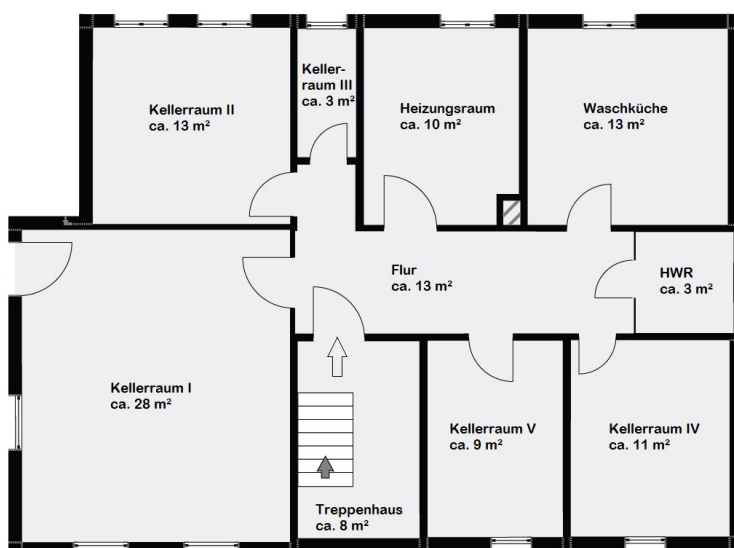 Kellerraum II
ca. 13 m²
Keller-
raum III
ca. 3 m²
Heizungsraum
ca. 10 m²
Waschküche
ca. 13 m²
Flur
ca. 13 m²
HWR
ca. 3 m²
Kellerraum I
ca. 28 m²
Treppenhaus
ca. 8 m²
Kellerraum V
ca. 9 m²
Kellerraum IV
ca. 11 m²